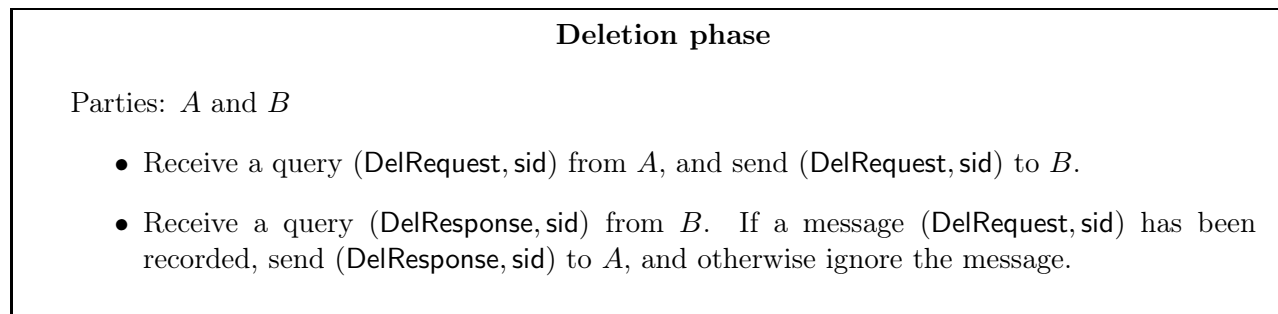 Deletion phase
Parties: A and B
• Receive a query (DelRequest, sid) from A, and send (DelRequest, sid) to B.
• Receive a query (DelResponse, sid) from B. If a message (DelRequest, sid) has been
recorded, send (DelResponse, sid) to A, and otherwise ignore the message.